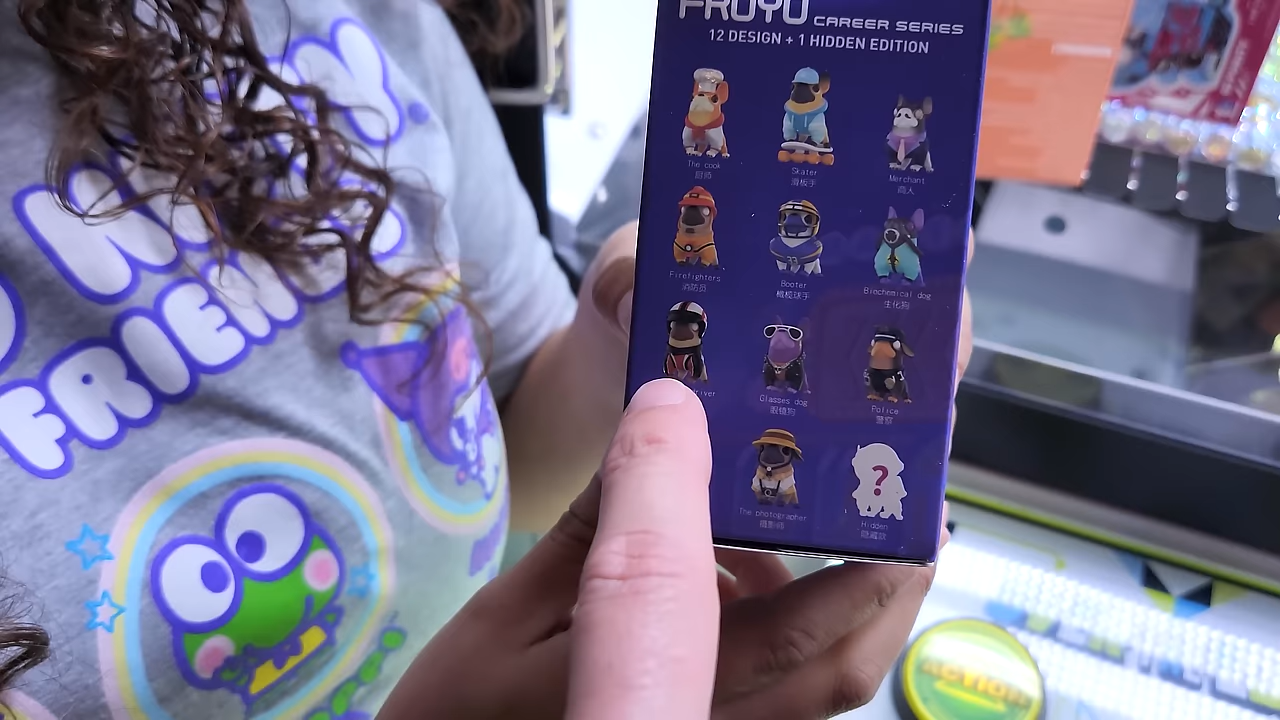 FROYO CAREER SERIES
12 DESIGN + 1 HIDDEN EDITION
The cook
厨师
Skater
滑板手
Merchant
商人
Firefighters
消防员
Booter
橄榄球手
Biochemical dog
生化狗
Glasses dog
眼镜狗
Police
警察
The photographer
摄影师
Hidden
隐藏款
FRIENDS
ACTION